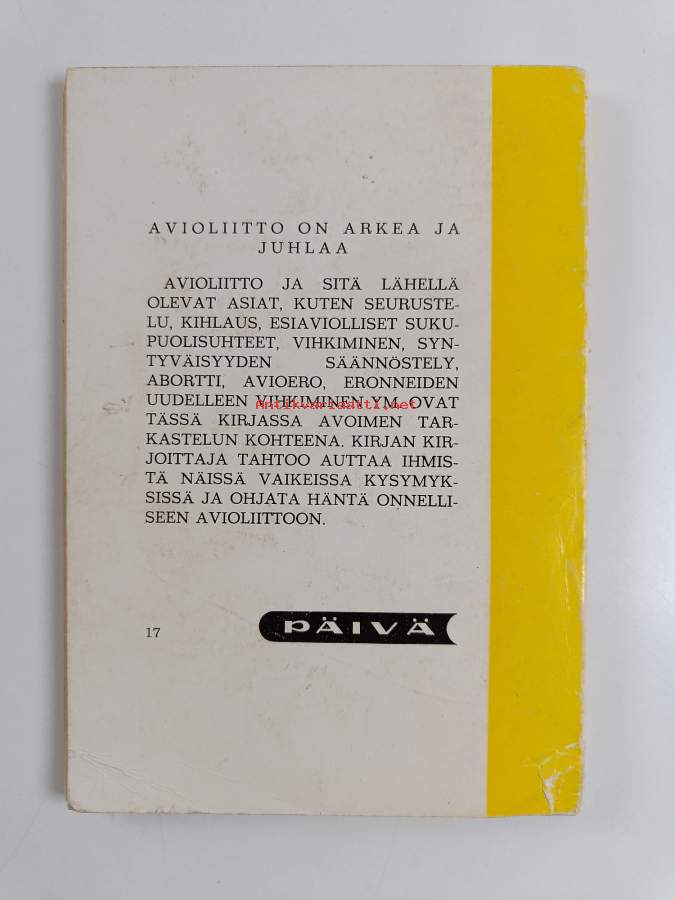 AVIOLIITTO ON ARKEA JA
JUHLAA
AVIOLIITTO JA SITÄ LÄHELLÄ
OLEVAT ASIAT, KUTEN SEURUSTE-
LU, KIHLAUS, ESIAVIOLLISET SUKU-
PUOLISUHTEET, VIHKIMINEN, SYN-
TYVÄISYYDEN SÄÄNNÖSTELY,
ABORTTI, AVIOERO, ERONNEIDEN
UUDELLEEN VIHKIMINEN YM. OVAT
Antikvariaatti.net
TÄSSÄ KIRJASSA AVOIMEN TAR-
KASTELUN KOHTEENA. KIRJAN KIR-
JOITTAJA TAHTOO AUTTAA IHMIS-
TÄ NÄISSÄ VAIKEISSA KYSYMYK-
SISSÄ JA OHJATA HÄNTÄ ONNELLI-
SEEN AVIOLIITTOON.
17
PÄIVÄ